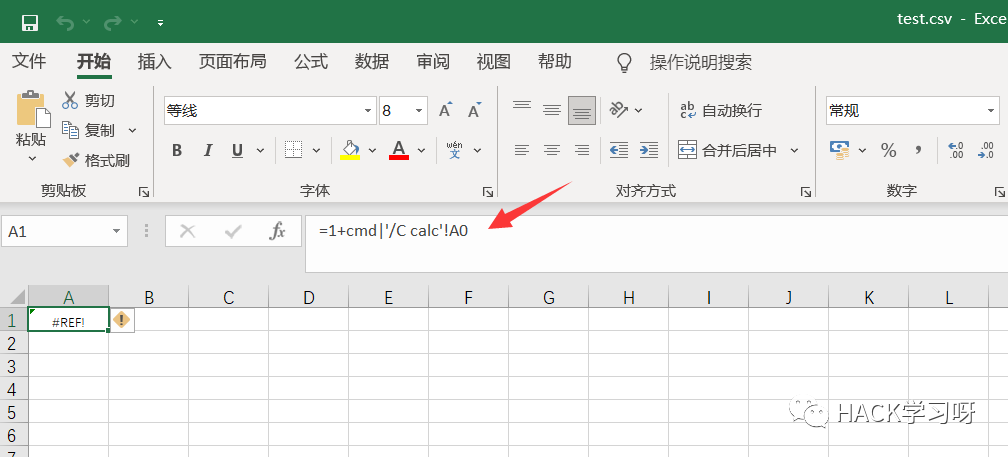 test.csv - Exce
文件 开始 插入 页面布局 公式 数据 审阅 视图 帮助 操作说明搜索
剪切
等线 8 A A
ab 自动换行
常规
粘贴
复制
格式刷
B I U A wén 文
合并后居中
% , .00 .00
剪贴板 字体 对齐方式 数字
A1 fx =1+cmd|'/C calc'!A0
A B C D E F G H I J K L
1 #REF!
2
3
4
5
6
7
HACK学习呀